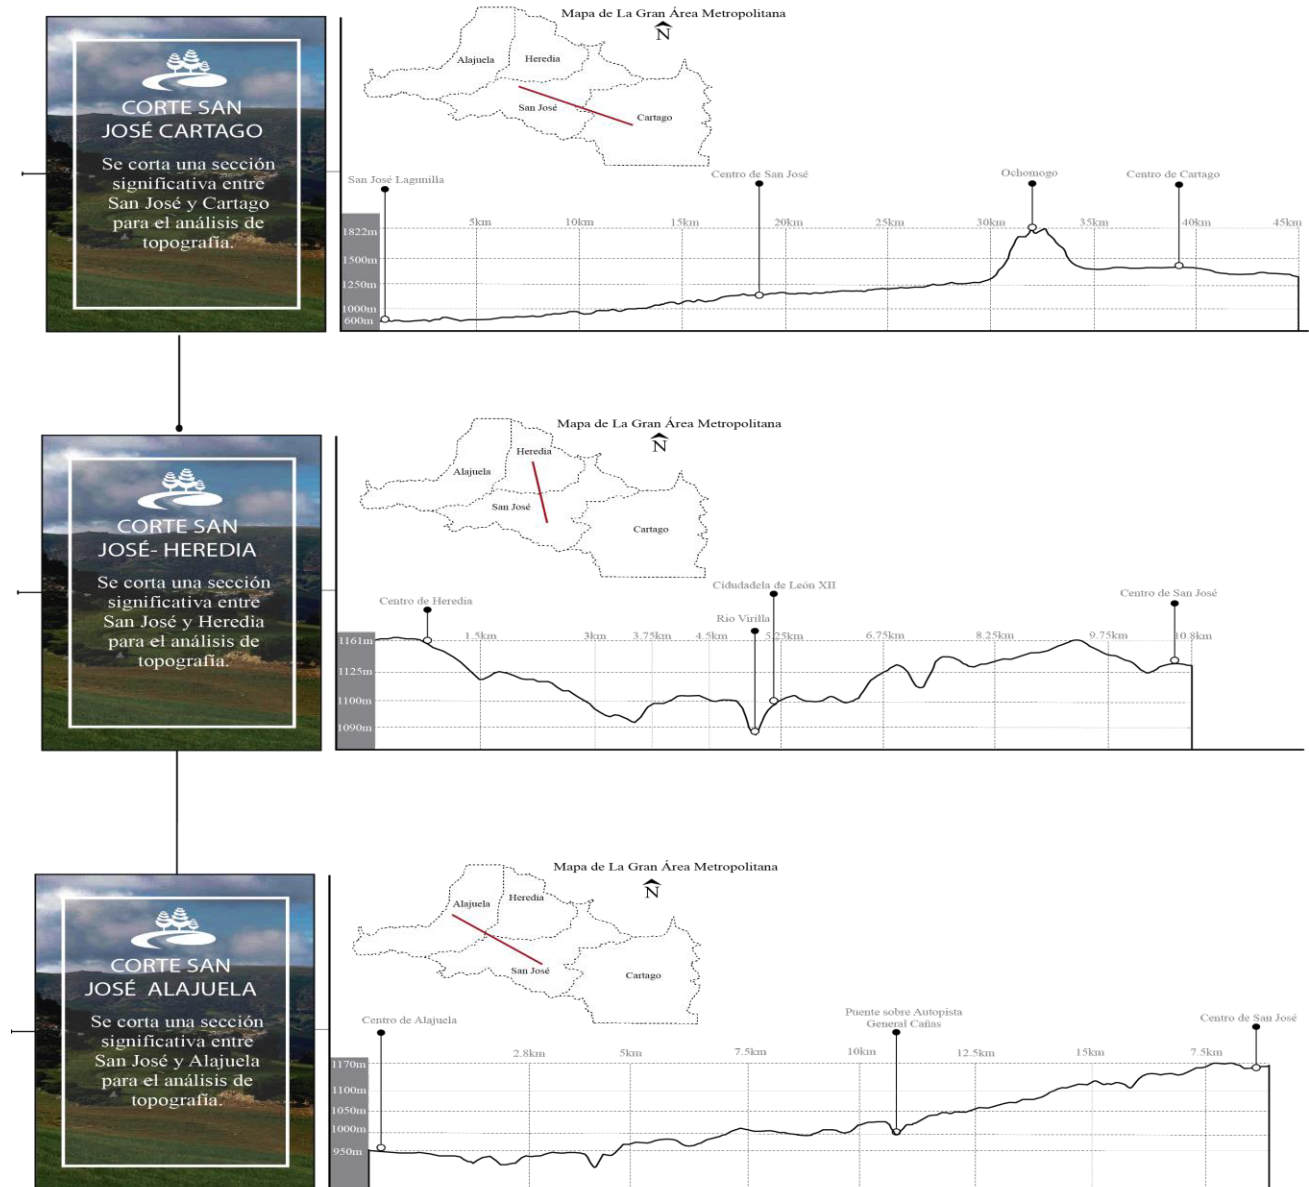 Mapa de La Gran Área Metropolitana
N
Alajuela
Heredia
San José
Cartago
CORTE SAN
JOSÉ CARTAGO
Se corta una sección
significativa entre
San José y Cartago
para el análisis de
topografía.
San José Lagunilla
Centro de San José
Ochomogo
Centro de Cartago
5km
10km
15km
20km
25km
30km
35km
40km
45km
1822m
1500m
1250m
1000m
600m
Mapa de La Gran Área Metropolitana
N
Heredia
Alajuela
San José
Cartago
CORTE SAN
JOSÉ- HEREDIA
Se corta una sección
significativa entre
San José y Heredia
para el análisis de
topografía.
Centro de Heredia
Rio Virilla
Cidudadela de León XII
Centro de San José
1.5km
3km
3.75km
4.5km
5.25km
6.75km
8.25km
9.75km
10.8km
1161m
1125m
1100m
1090m
Mapa de La Gran Área Metropolitana
N
Alajuela
Heredia
San José
Cartago
CORTE SAN
JOSÉ ALAJUELA
Se corta una sección
significativa entre
San José y Alajuela
para el análisis de
topografía.
Centro de Alajuela
Puente sobre Autopista
General Cañas
Centro de San José
2.8km
5km
7.5km
10km
12.5km
15km
7.5km
1170m
1100m
1050m
1000m
950m